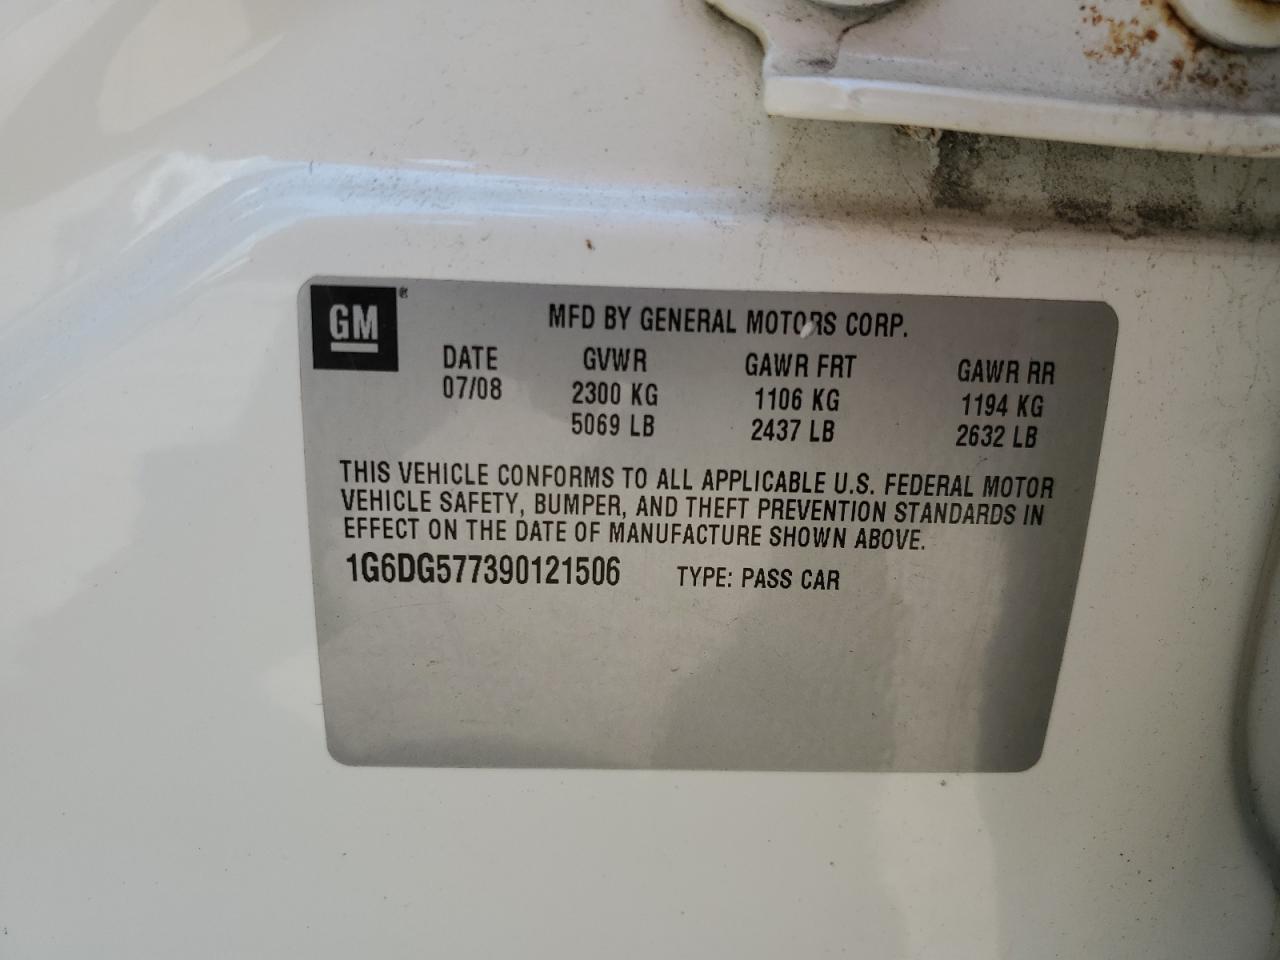 GM®
MFD BY GENERAL MOTORS CORP.
DATE GVWR GAWR FRT GAWR RR
07/08 2300 KG 1106 KG 1194 KG
5069 LB 2437 LB 2632 LB
THIS VEHICLE CONFORMS TO ALL APPLICABLE U.S. FEDERAL MOTOR
VEHICLE SAFETY, BUMPER, AND THEFT PREVENTION STANDARDS IN
EFFECT ON THE DATE OF MANUFACTURE SHOWN ABOVE.
1G6DG577390121506 TYPE: PASS CAR